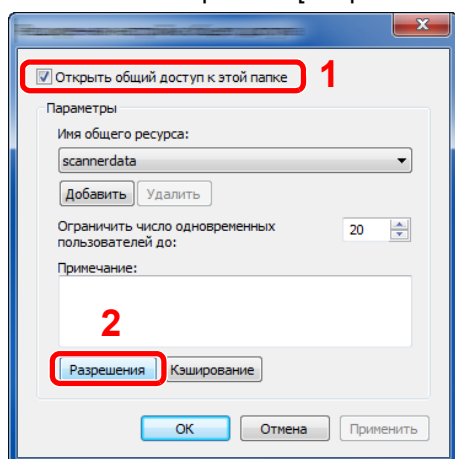 Открыть общий доступ к этой папке
1
Параметры
Имя общего ресурса:
scannerdata
Добавить Удалить
Ограничить число одновременных
пользователей до:
20
Примечание:
2
Разрешения Кэширование
OK Отмена Применить